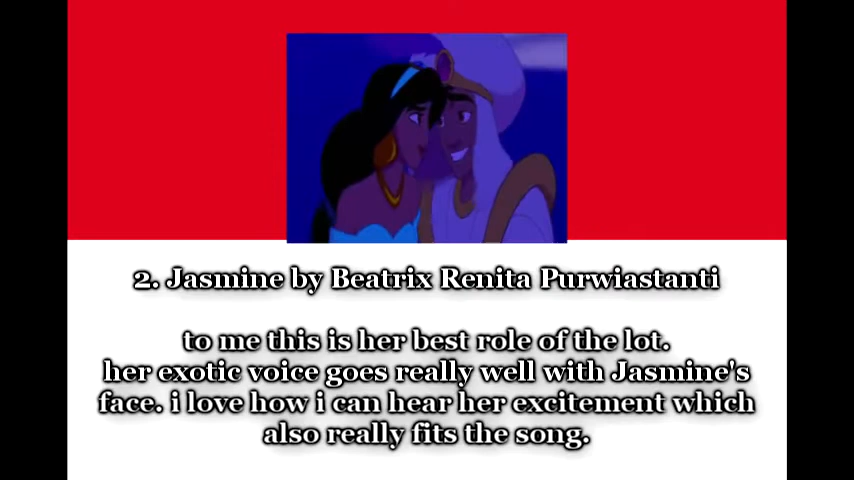 2. Jasmine by Beatrix Renita Purwiastanti
to me this is her best role of the lot.
her exotic voice goes really well with Jasmine's
face. i love how i can hear her excitement which
also really fits the song.